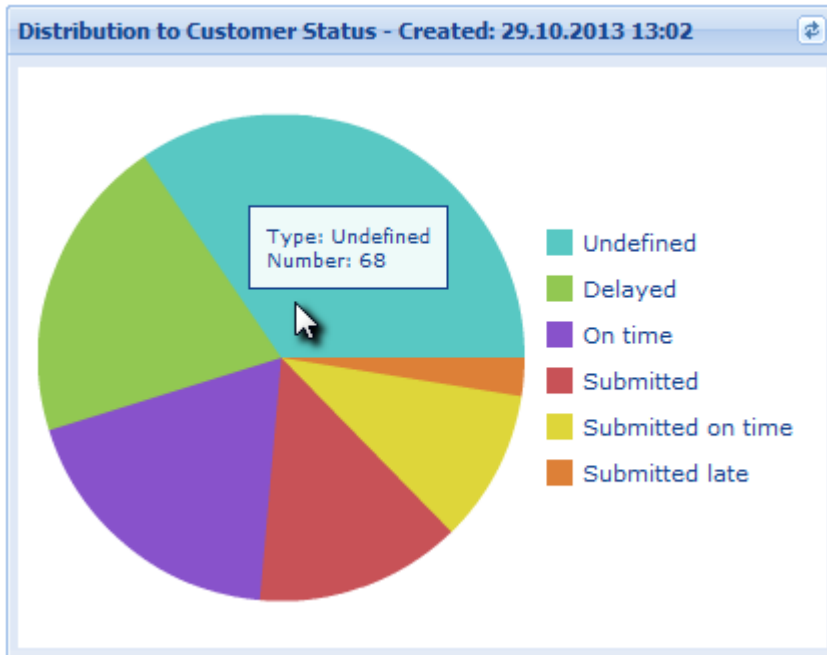 Distribution to Customer Status - Created: 29.10.2013 13:02
Type: Undefined
Number: 68
Undefined
Delayed
On time
Submitted
Submitted on time
Submitted late